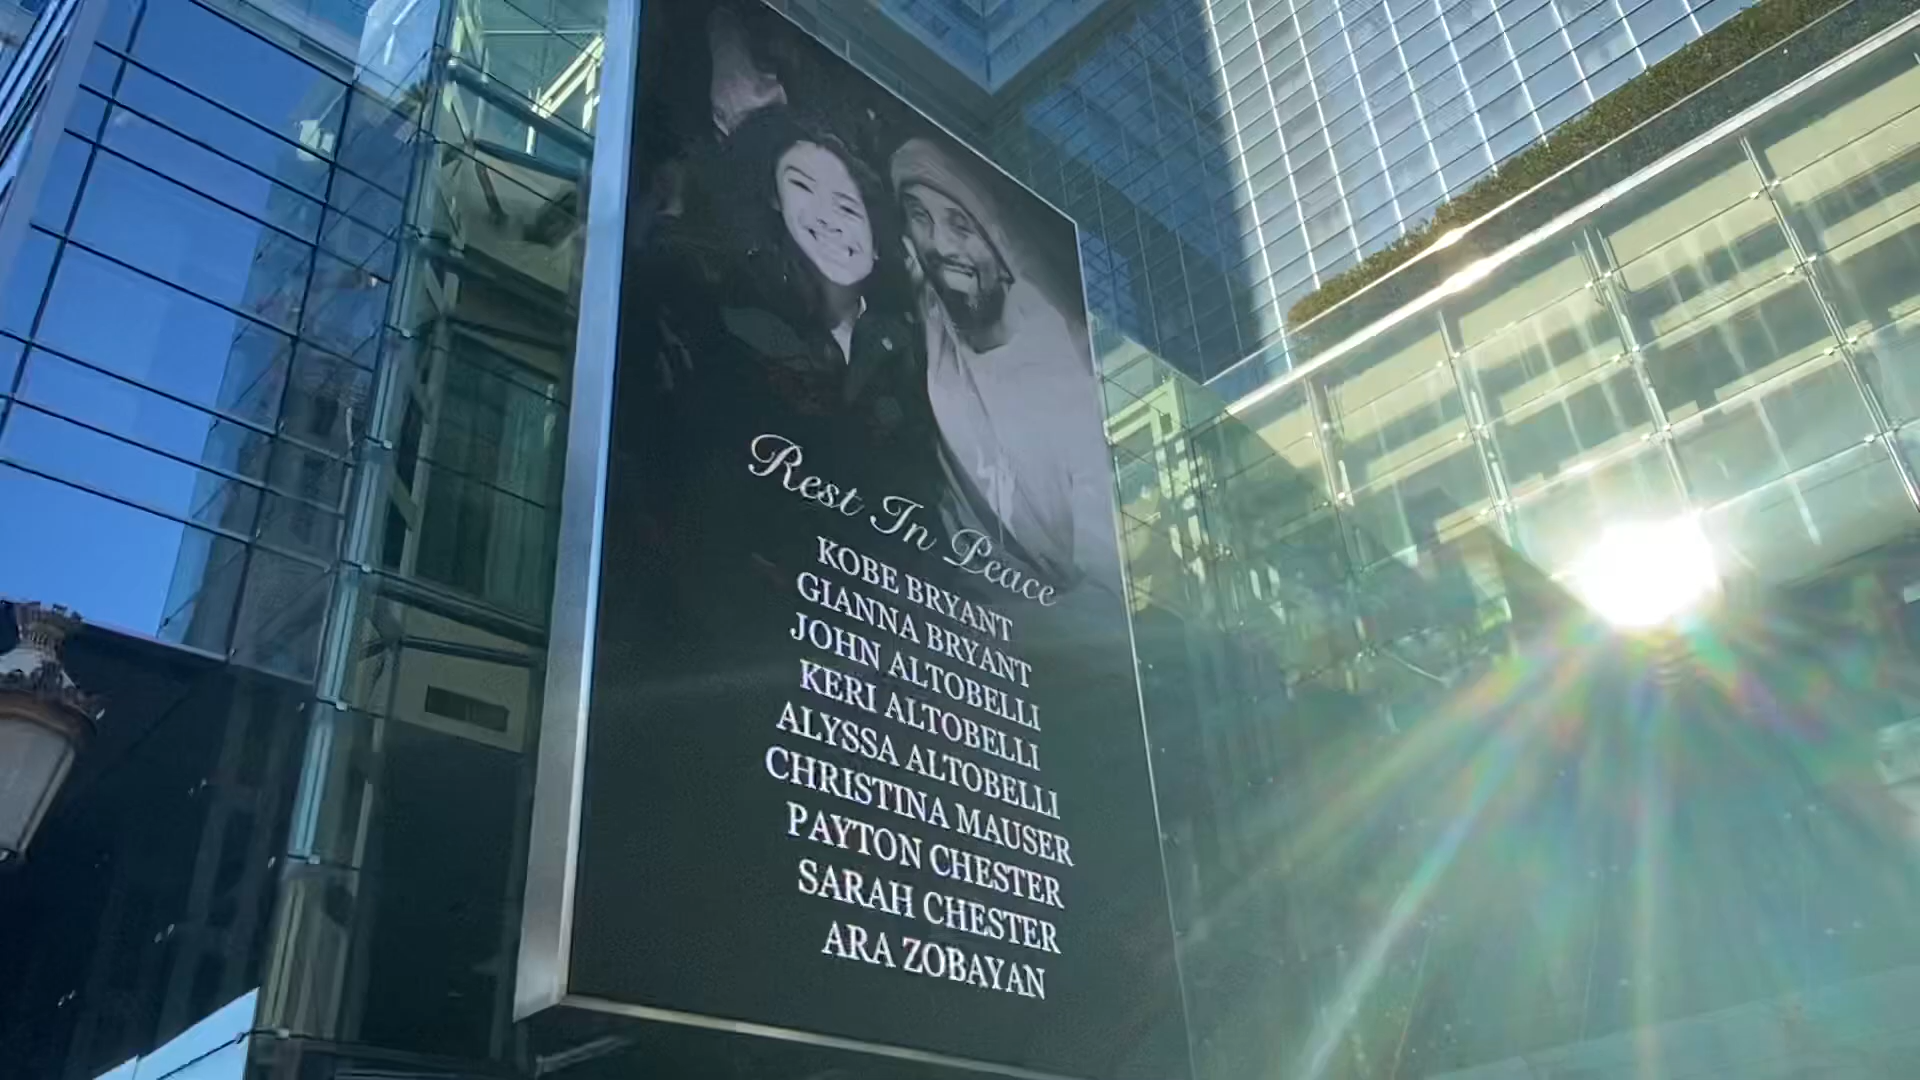 Rest In Peace
KOBE BRYANT
GIANNA BRYANT
JOHN ALTOBELLI
KERI ALTOBELLI
ALYSSA ALTOBELLI
CHRISTINA MAUSER
PAYTON CHESTER
SARAH CHESTER
ARA ZOBAYAN